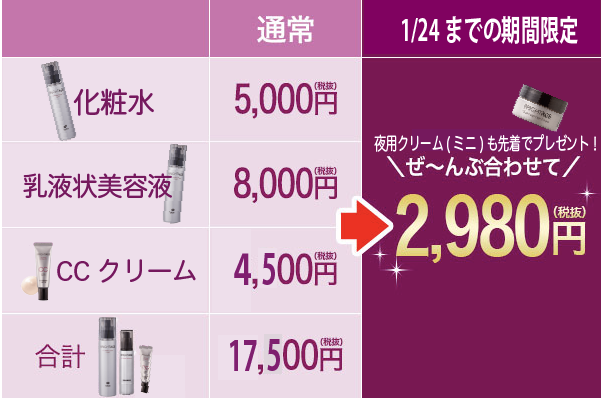 通常
1/24 までの期間限定
化粧水
5,000円(税抜)
乳液状美容液
8,000円(税抜)
CC クリーム
4,500円(税抜)
合計
17,500円(税抜)
夜用クリーム(ミニ)も先着でプレゼント!
\ぜ〜んぶ合わせて/
2,980円(税抜)
CC